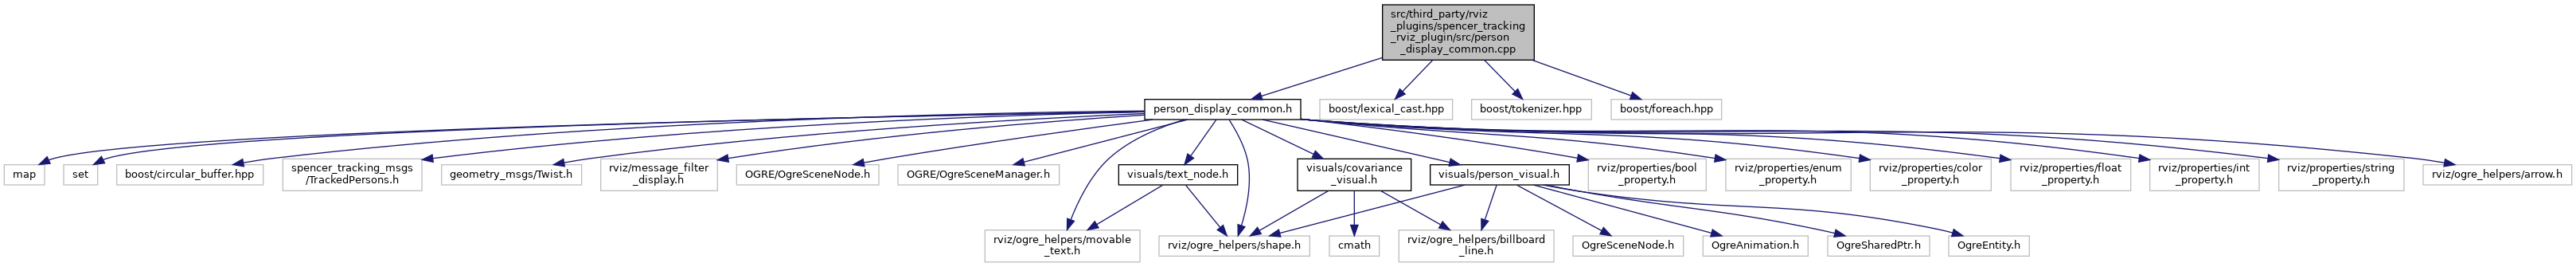 src/third_party/rviz
_plugins/spencer_tracking
_rviz_plugin/src/person
_display_common.cpp
person_display_common.h
boost/lexical_cast.hpp
boost/tokenizer.hpp
boost/foreach.hpp
map
set
boost/circular_buffer.hpp
spencer_tracking_msgs
/TrackedPersons.h
geometry_msgs/Twist.h
rviz/message_filter
_display.h
OGRE/OgreSceneNode.h
OGRE/OgreSceneManager.h
visuals/text_node.h
visuals/covariance
_visual.h
visuals/person_visual.h
rviz/properties/bool
_property.h
rviz/properties/enum
_property.h
rviz/properties/color
_property.h
rviz/properties/float
_property.h
rviz/properties/int
_property.h
rviz/properties/string
_property.h
rviz/ogre_helpers/arrow.h
rviz/ogre_helpers/movable
_text.h
rviz/ogre_helpers/shape.h
cmath
rviz/ogre_helpers/billboard
_line.h
OgreSceneNode.h
OgreAnimation.h
OgreSharedPtr.h
OgreEntity.h